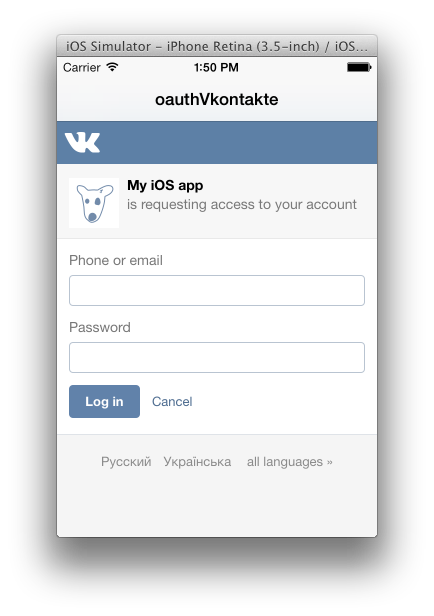 iOS Simulator – iPhone Retina (3.5-inch) / iOS...
Carrier 1:50 PM
oauthVkontakte
VK
My iOS app
is requesting access to your account
Phone or email
Password
Log in Cancel
Русский Українська all languages »